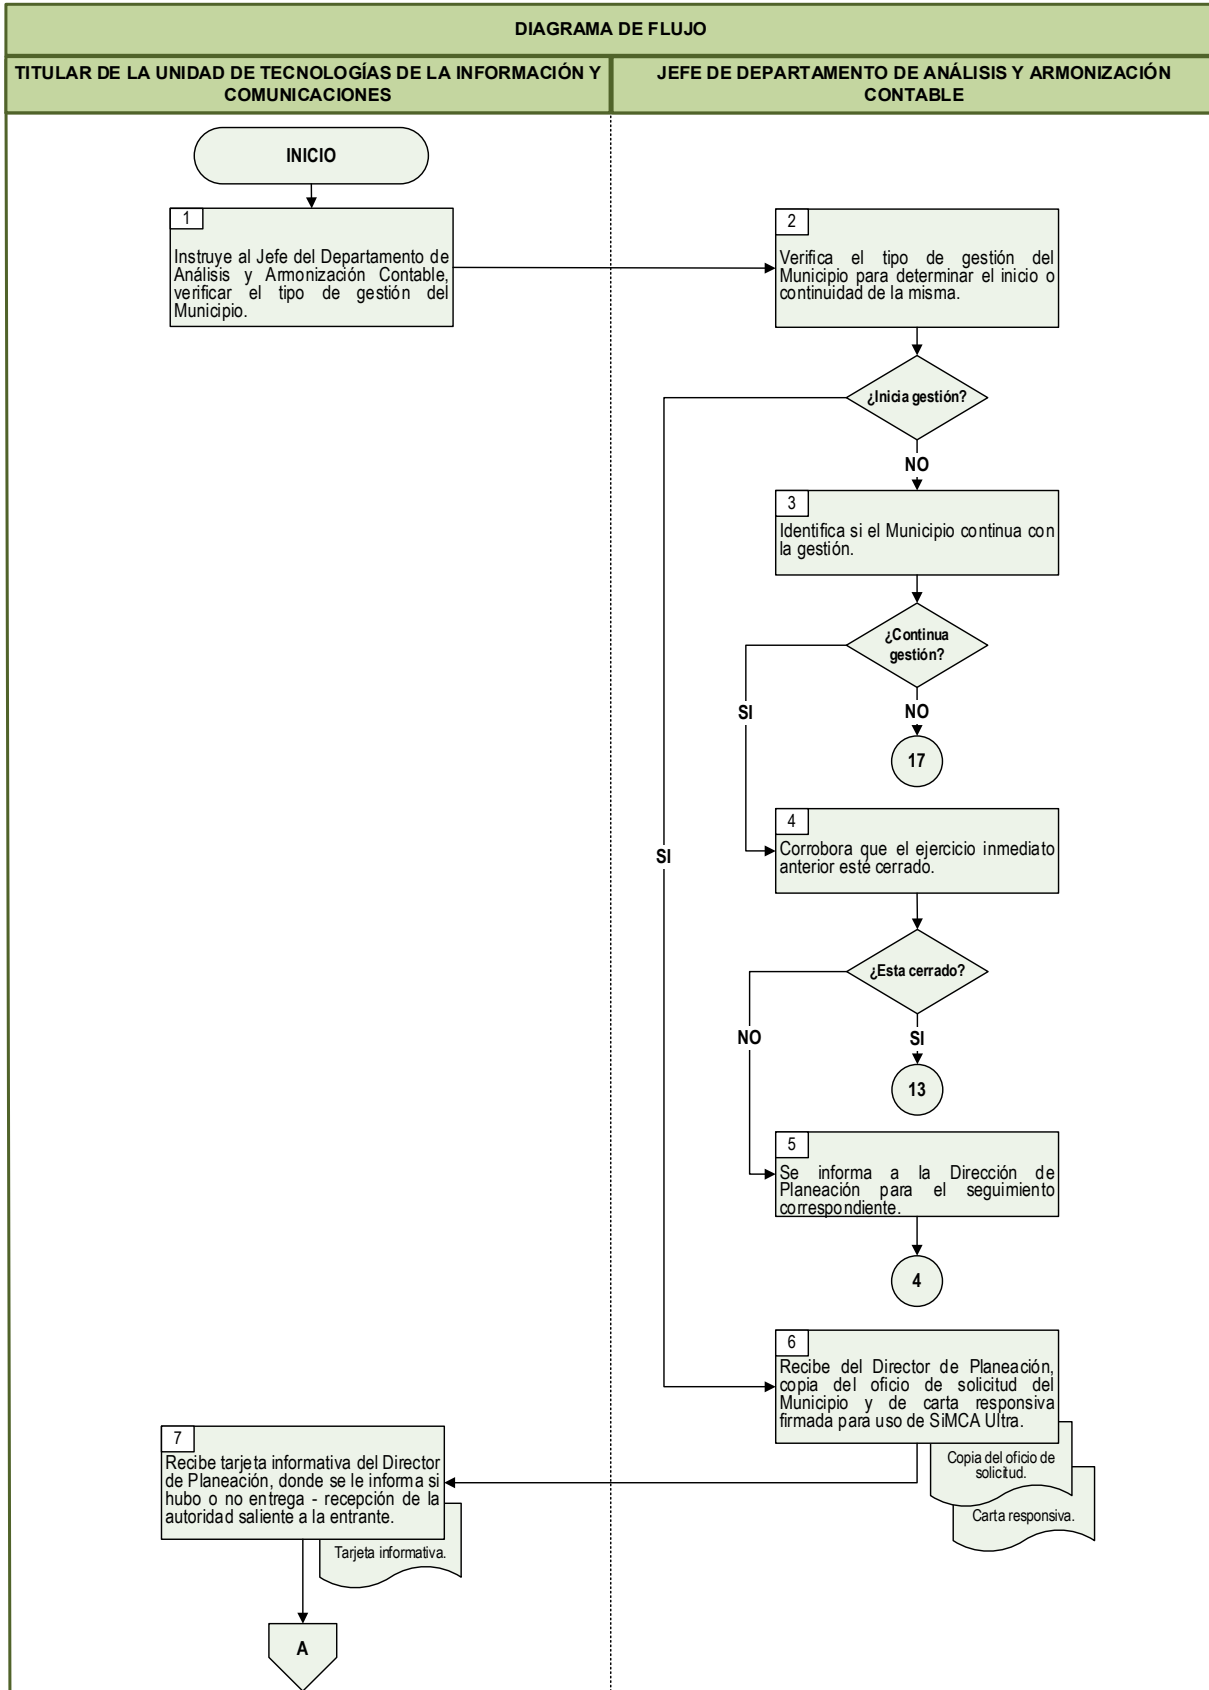 DIAGRAMA DE FLUJO
TITULAR DE LA UNIDAD DE TECNOLOGÍAS DE LA INFORMACIÓN Y
COMUNICACIONES
JEFE DE DEPARTAMENTO DE ANÁLISIS Y ARMONIZACIÓN
CONTABLE
INICIO
1
Instruye al Jefe del Departamento de
Análisis y Armonización Contable,
verificar el tipo de gestión del
Municipio.
2
Verifica el tipo de gestión del
Municipio para determinar el inicio o
continuidad de la misma.
¿Inicia gestión?
NO
3
Identifica si el Municipio continua con
la gestión.
¿Continua
gestión?
SI
NO
17
4
Corrobora que el ejercicio inmediato
anterior esté cerrado.
SI
¿Esta cerrado?
NO
SI
13
5
Se informa a la Dirección de
Planeación para el seguimiento
correspondiente.
4
6
Recibe del Director de Planeación,
copia del oficio de solicitud del
Municipio y de carta responsiva
firmada para uso de SiMCA Ultra.
Copia del oficio de
solicitud.
Carta responsiva.
7
Recibe tarjeta informativa del Director
de Planeación, donde se le informa si
hubo o no entrega - recepción de la
autoridad saliente a la entrante.
Tarjeta informativa.
A